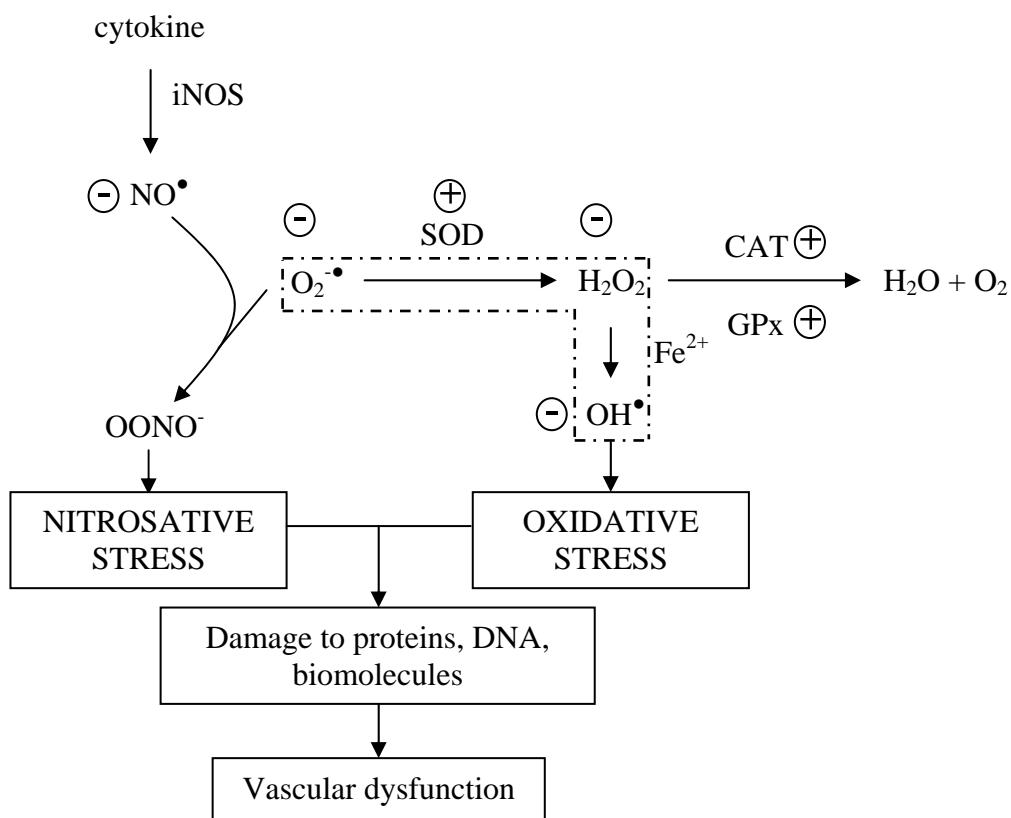 cytokine
iNOS
⊖ NO•
⊖ ⊕ ⊖
SOD CAT ⊕
O₂⁻• H₂O₂ H₂O + O₂
GPx ⊕
Fe²⁺
OONO⁻ ⊖ OH•
NITROSATIVE
STRESS
OXIDATIVE
STRESS
Damage to proteins, DNA,
biomolecules
Vascular dysfunction